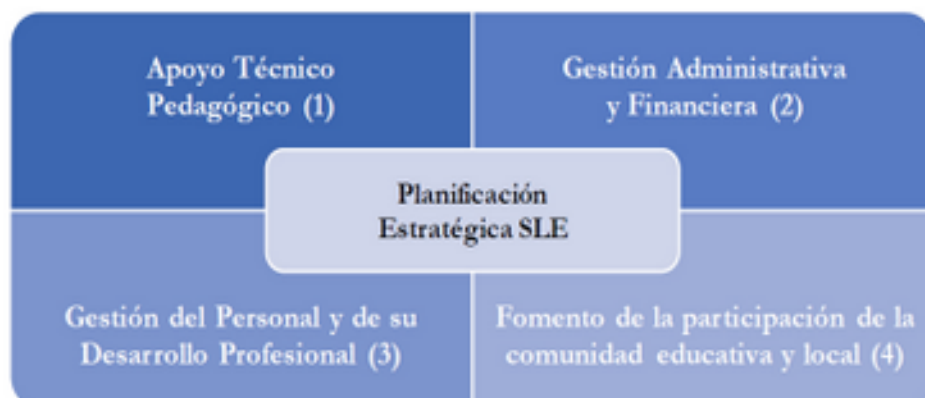 Apoyo Técnico
Pedagógico (1)
Gestión Administrativa
y Financiera (2)
Planificación
Estratégica SLE
Gestión del Personal y de su
Desarrollo Profesional (3)
Fomento de la participación de la
comunidad educativa y local (4)